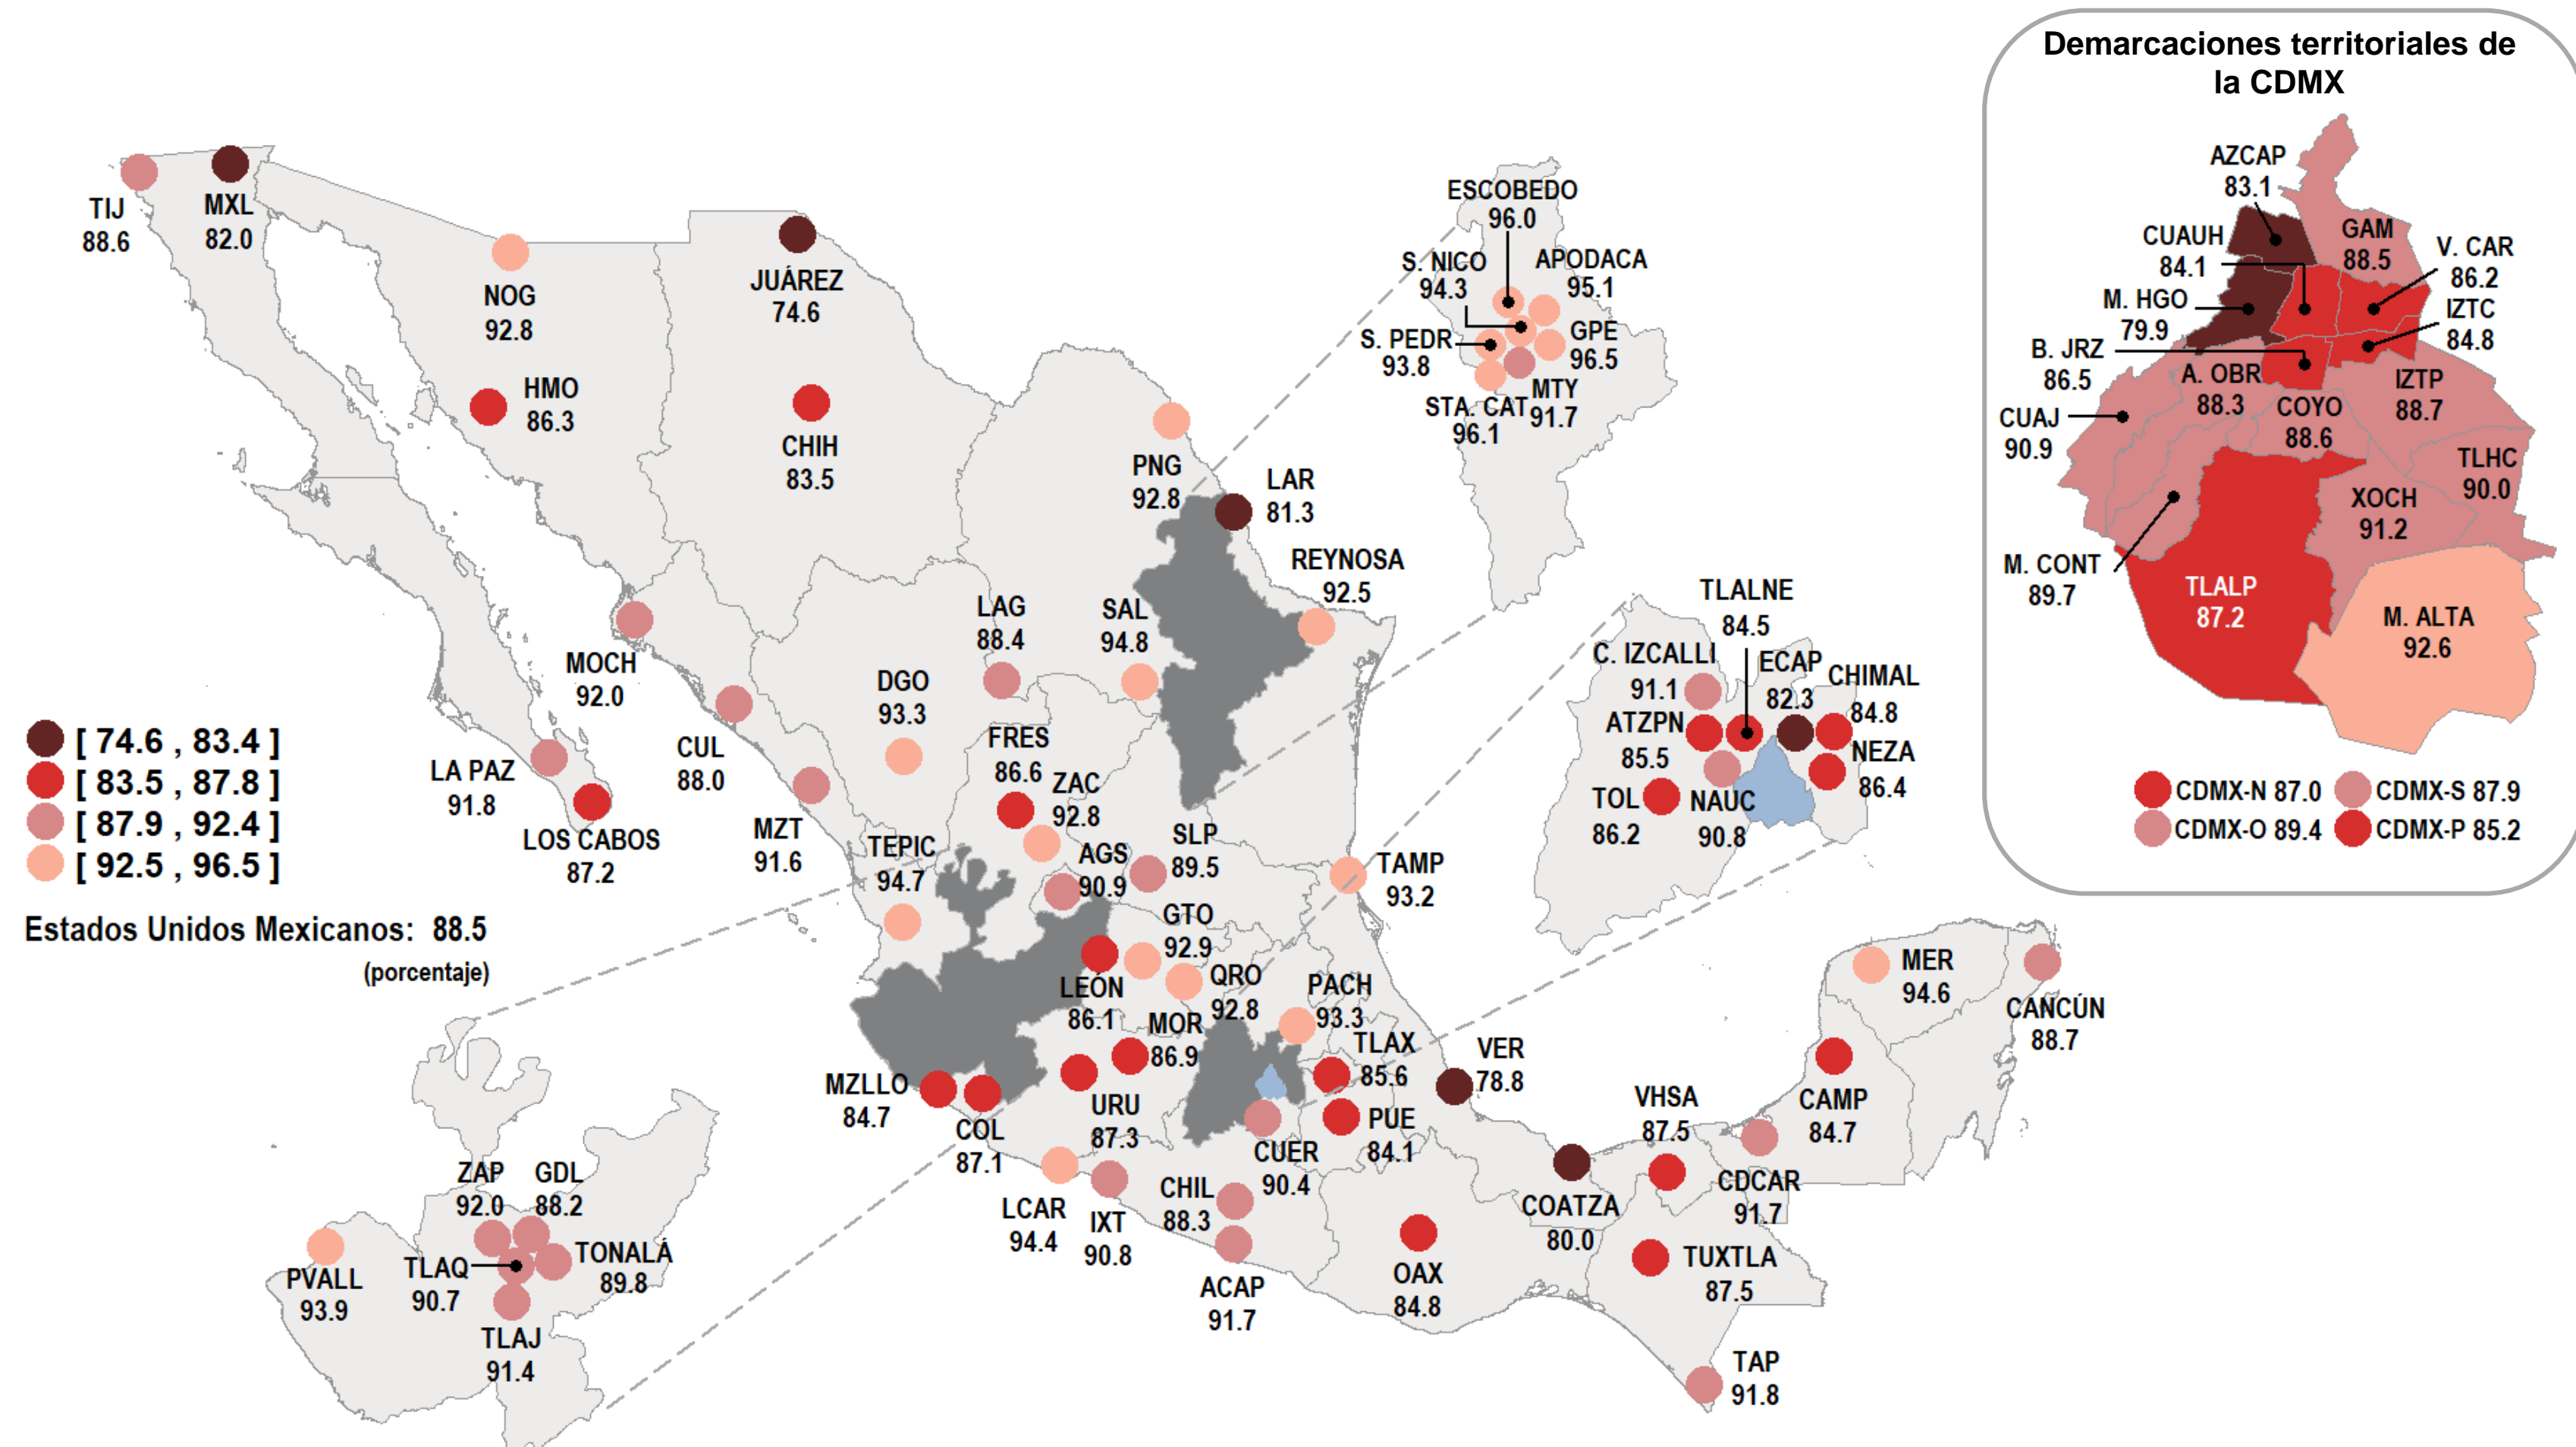 Demarcaciones territoriales de
la CDMX
AZCAP
83.1
CUAUH
84.1
GAM
88.5
V. CAR
86.2
M. HGO
79.9
IZTC
84.8
B. JRZ
86.5
A. OBR
88.3
IZTP
88.7
CUAJ
90.9
COYO
88.6
TLHC
90.0
XOCH
91.2
M. CONT
89.7
TLALP
87.2
M. ALTA
92.6
CDMX-N 87.0
CDMX-S 87.9
CDMX-O 89.4
CDMX-P 85.2
TIJ
88.6
MXL
82.0
NOG
92.8
JUÁREZ
74.6
HMO
86.3
CHIH
83.5
ESCOBEDO
96.0
S. NICO
94.3
APODACA
95.1
S. PEDR
93.8
GPE
96.5
STA. CAT
96.1
MTY
91.7
PNG
92.8
LAR
81.3
REYNOSA
92.5
LAG
88.4
SAL
94.8
MOCH
92.0
DGO
93.3
CUL
88.0
LA PAZ
91.8
LOS CABOS
87.2
MZT
91.6
FRES
86.6
ZAC
92.8
TEPIC
94.7
AGS
90.9
SLP
89.5
TAMP
93.2
TLALNE
84.5
C. IZCALLI
91.1
ECAP
82.3
CHIMAL
84.8
ATZPN
85.5
NEZA
86.4
TOL
86.2
NAUC
90.8
[ 74.6 , 83.4 ]
[ 83.5 , 87.8 ]
[ 87.9 , 92.4 ]
[ 92.5 , 96.5 ]
Estados Unidos Mexicanos: 88.5
(porcentaje)
GTO
92.9
LEÓN
86.1
QRO
92.8
PACH
93.3
MOR
86.9
TLAX
85.6
VER
78.8
MZLLO
84.7
COL
87.1
URU
87.3
PUE
84.1
CUER
90.4
LCAR
94.4
IXT
90.8
CHIL
88.3
ACAP
91.7
OAX
84.8
COATZA
80.0
VHSA
87.5
CDCAR
91.7
CAMP
84.7
MER
94.6
CANCÚN
88.7
TUXTLA
87.5
TAP
91.8
ZAP
92.0
GDL
88.2
PVALL
93.9
TLAQ
90.7
TONALÁ
89.8
TLAJ
91.4